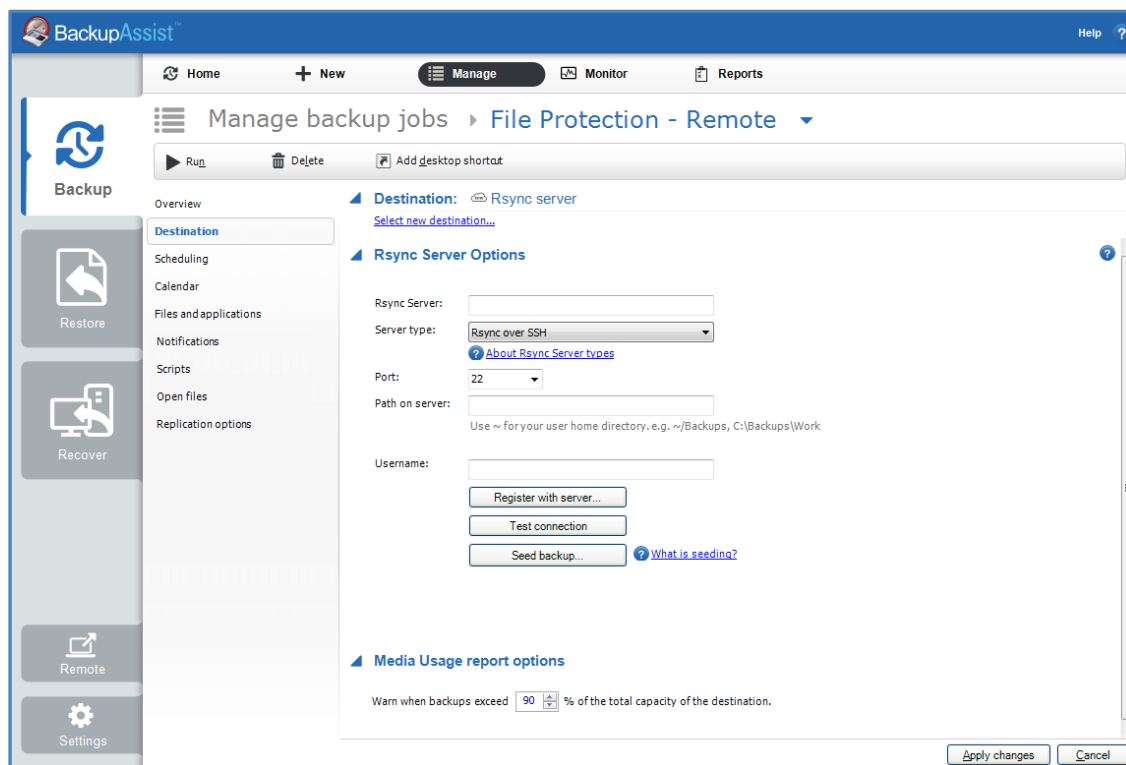 BackupAssist™
Help ?
Home New Manage Monitor Reports
Manage backup jobs File Protection - Remote
Run Delete Add desktop shortcut
Backup
Restore
Recover
Remote
Settings
Overview
Destination
Scheduling
Calendar
Files and applications
Notifications
Scripts
Open files
Replication options
Destination: Rsync server
Select new destination...
Rsync Server Options ?
Rsync Server:
Server type: Rsync over SSH
? About Rsync Server types
Port: 22
Path on server:
Use ~ for your user home directory. e.g. ~/Backups, C:\Backups\Work
Username:
Register with server...
Test connection
Seed backup... ? What is seeding?
Media Usage report options
Warn when backups exceed 90 % of the total capacity of the destination.
Apply changes Cancel